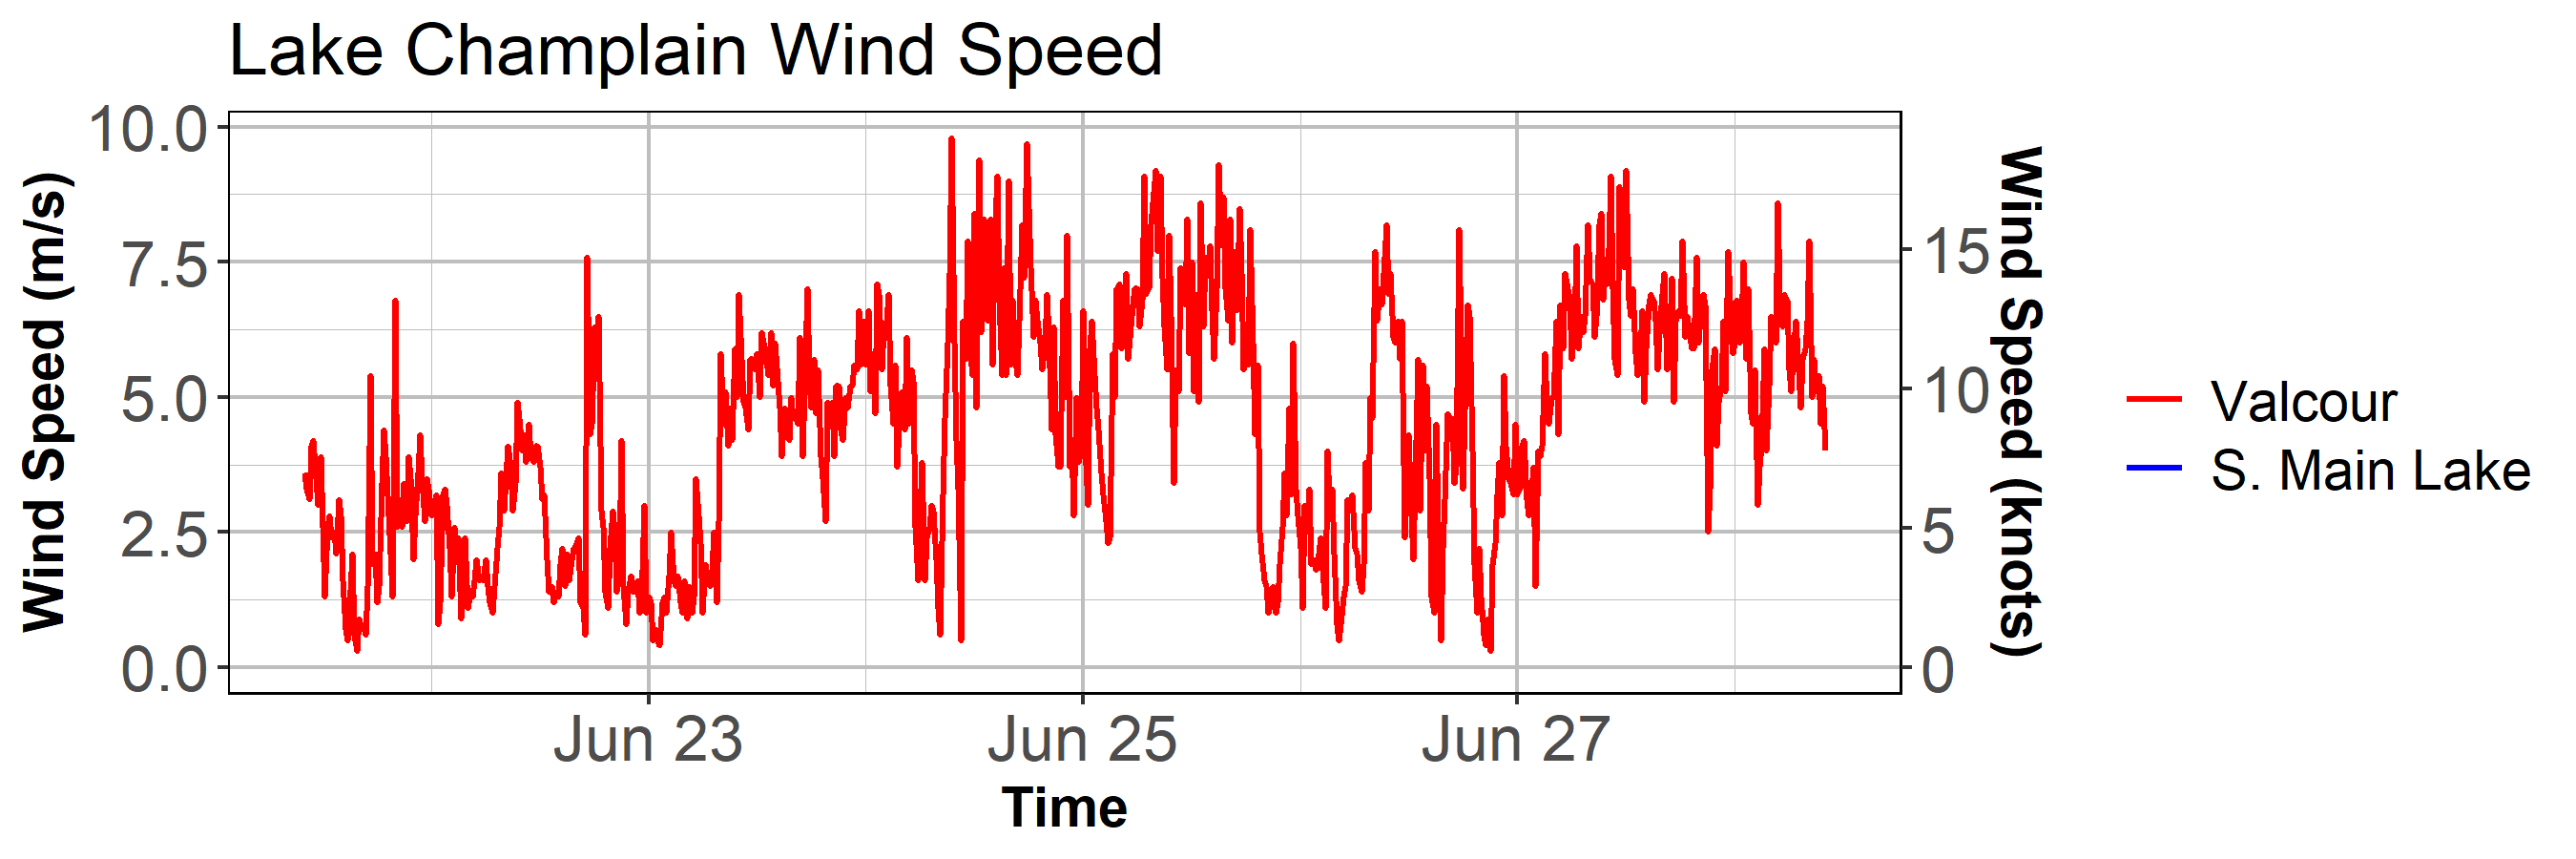 Lake Champlain Wind Speed
Wind Speed (m/s)
10.0
7.5
5.0
2.5
0.0
Jun 23
Jun 25
Jun 27
Time
15
10
5
0
Wind Speed (knots)
Valcour
S. Main Lake